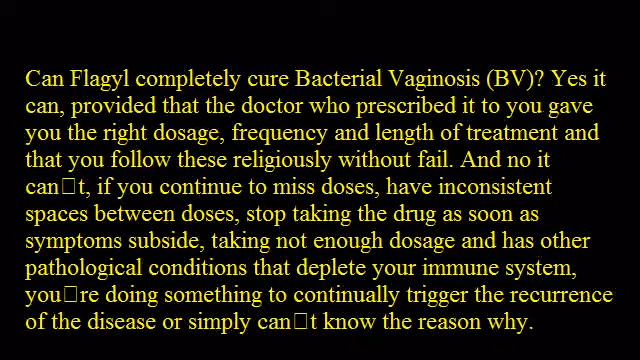 Can Flagyl completely cure Bacterial Vaginosis (BV)? Yes it
can, provided that the doctor who prescribed it to you gave
you the right dosage, frequency and length of treatment and
that you follow these religiously without fail. And no it
can□t, if you continue to miss doses, have inconsistent
spaces between doses, stop taking the drug as soon as
symptoms subside, taking not enough dosage and has other
pathological conditions that deplete your immune system,
you□re doing something to continually trigger the recurrence
of the disease or simply can□t know the reason why.